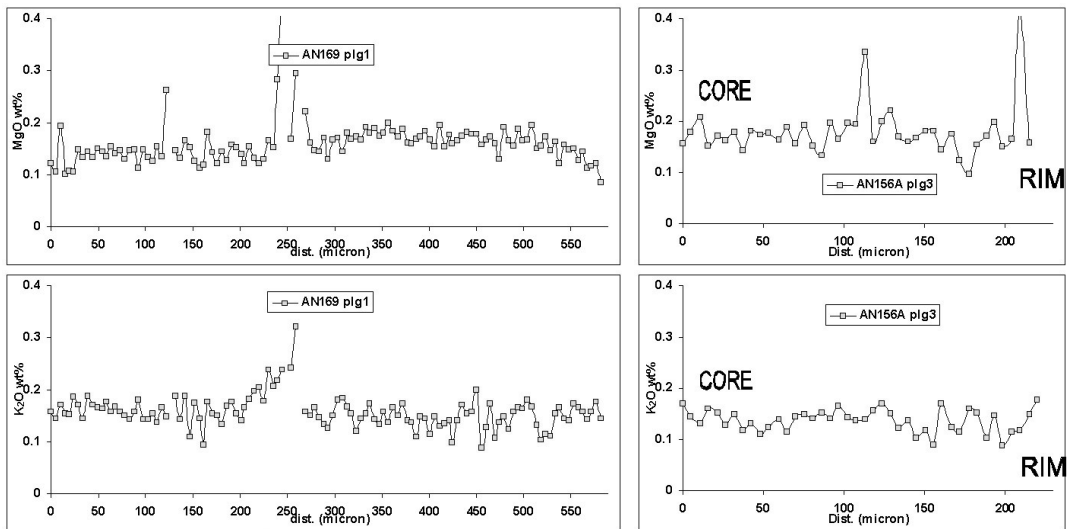 0.4
0.3
0.2
0.1
0
MgO wt%
AN169 plg1
0 50 100 150 200 250 300 350 400 450 500 550
dist. (micron)
0.4
0.3
0.2
0.1
0
MgO wt%
CORE
AN156A plg3
RIM
0 50 100 150 200
Dist. (micron)
0.4
0.3
0.2
0.1
0
K₂O wt%
AN169 plg1
0 50 100 150 200 250 300 350 400 450 500 550
dist. (micron)
0.4
0.3
0.2
0.1
0
K₂O wt%
AN156A plg3
CORE
RIM
0 50 100 150 200
Dist. (micron)